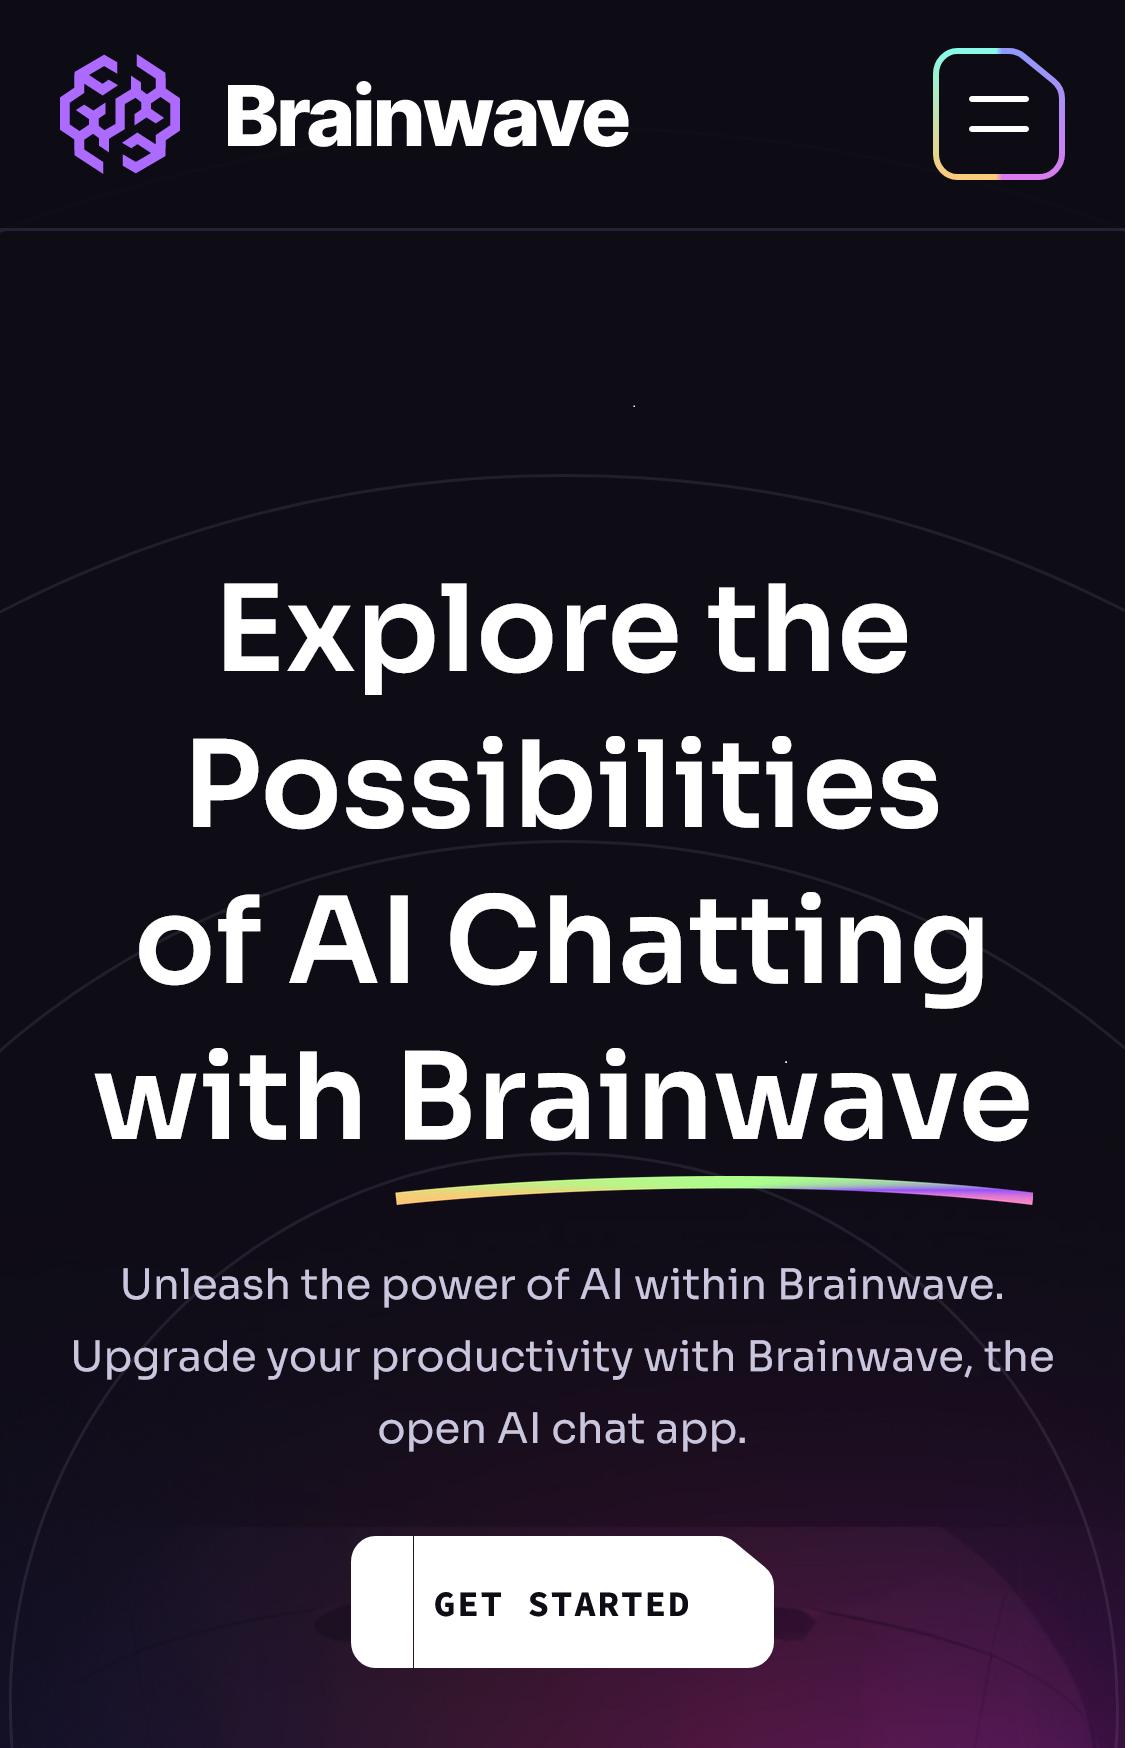 Brainwave
Explore the
Possibilities
of AI Chatting
with Brainwave
Unleash the power of AI within Brainwave.
Upgrade your productivity with Brainwave, the
open AI chat app.
GET STARTED